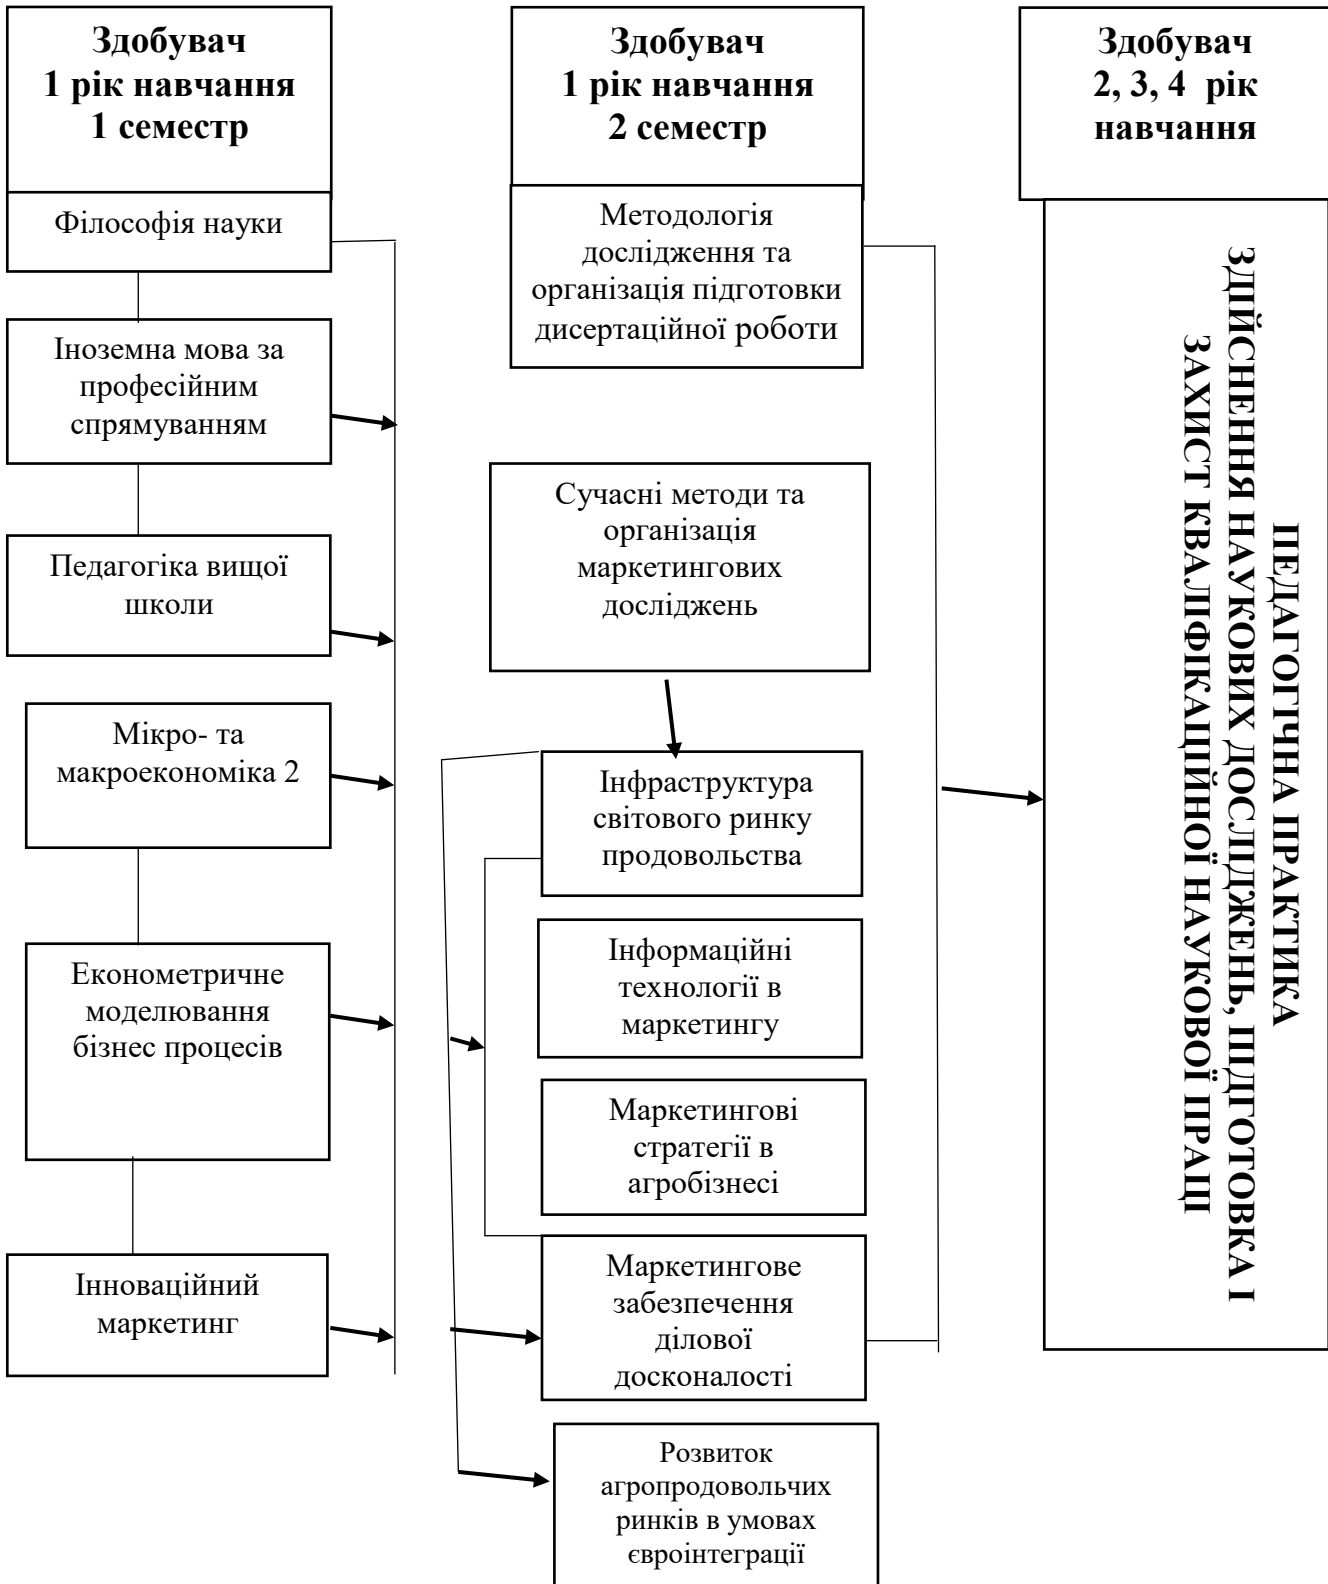 Здобувач
1 рік навчання
1 семестр
Філософія науки
Іноземна мова за
професійним
спрямуванням
Педагогіка вищої
школи
Мікро- та
макроекономіка 2
Економетричне
моделювання
бізнес процесів
Інноваційний
маркетинг
Здобувач
1 рік навчання
2 семестр
Методологія
дослідження та
організація підготовки
дисертаційної роботи
Сучасні методи та
організація
маркетингових
досліджень
Інфраструктура
світового ринку
продовольства
Інформаційні
технології в
маркетингу
Маркетингові
стратегії в
агробізнесі
Маркетингове
забезпечення
ділової
досконалості
Розвиток
агропродовольчих
ринків в умовах
євроінтеграції
Здобувач
2, 3, 4 рік
навчання
ПЕДАГОГІЧНА ПРАКТИКА
ЗДІЙСНЕННЯ НАУКОВИХ ДОСЛІДЖЕНЬ, ПІДГОТОВКА І
ЗАХИСТ КВАЛІФІКАЦІЙНОЇ НАУКОВОЇ ПРАЦІ